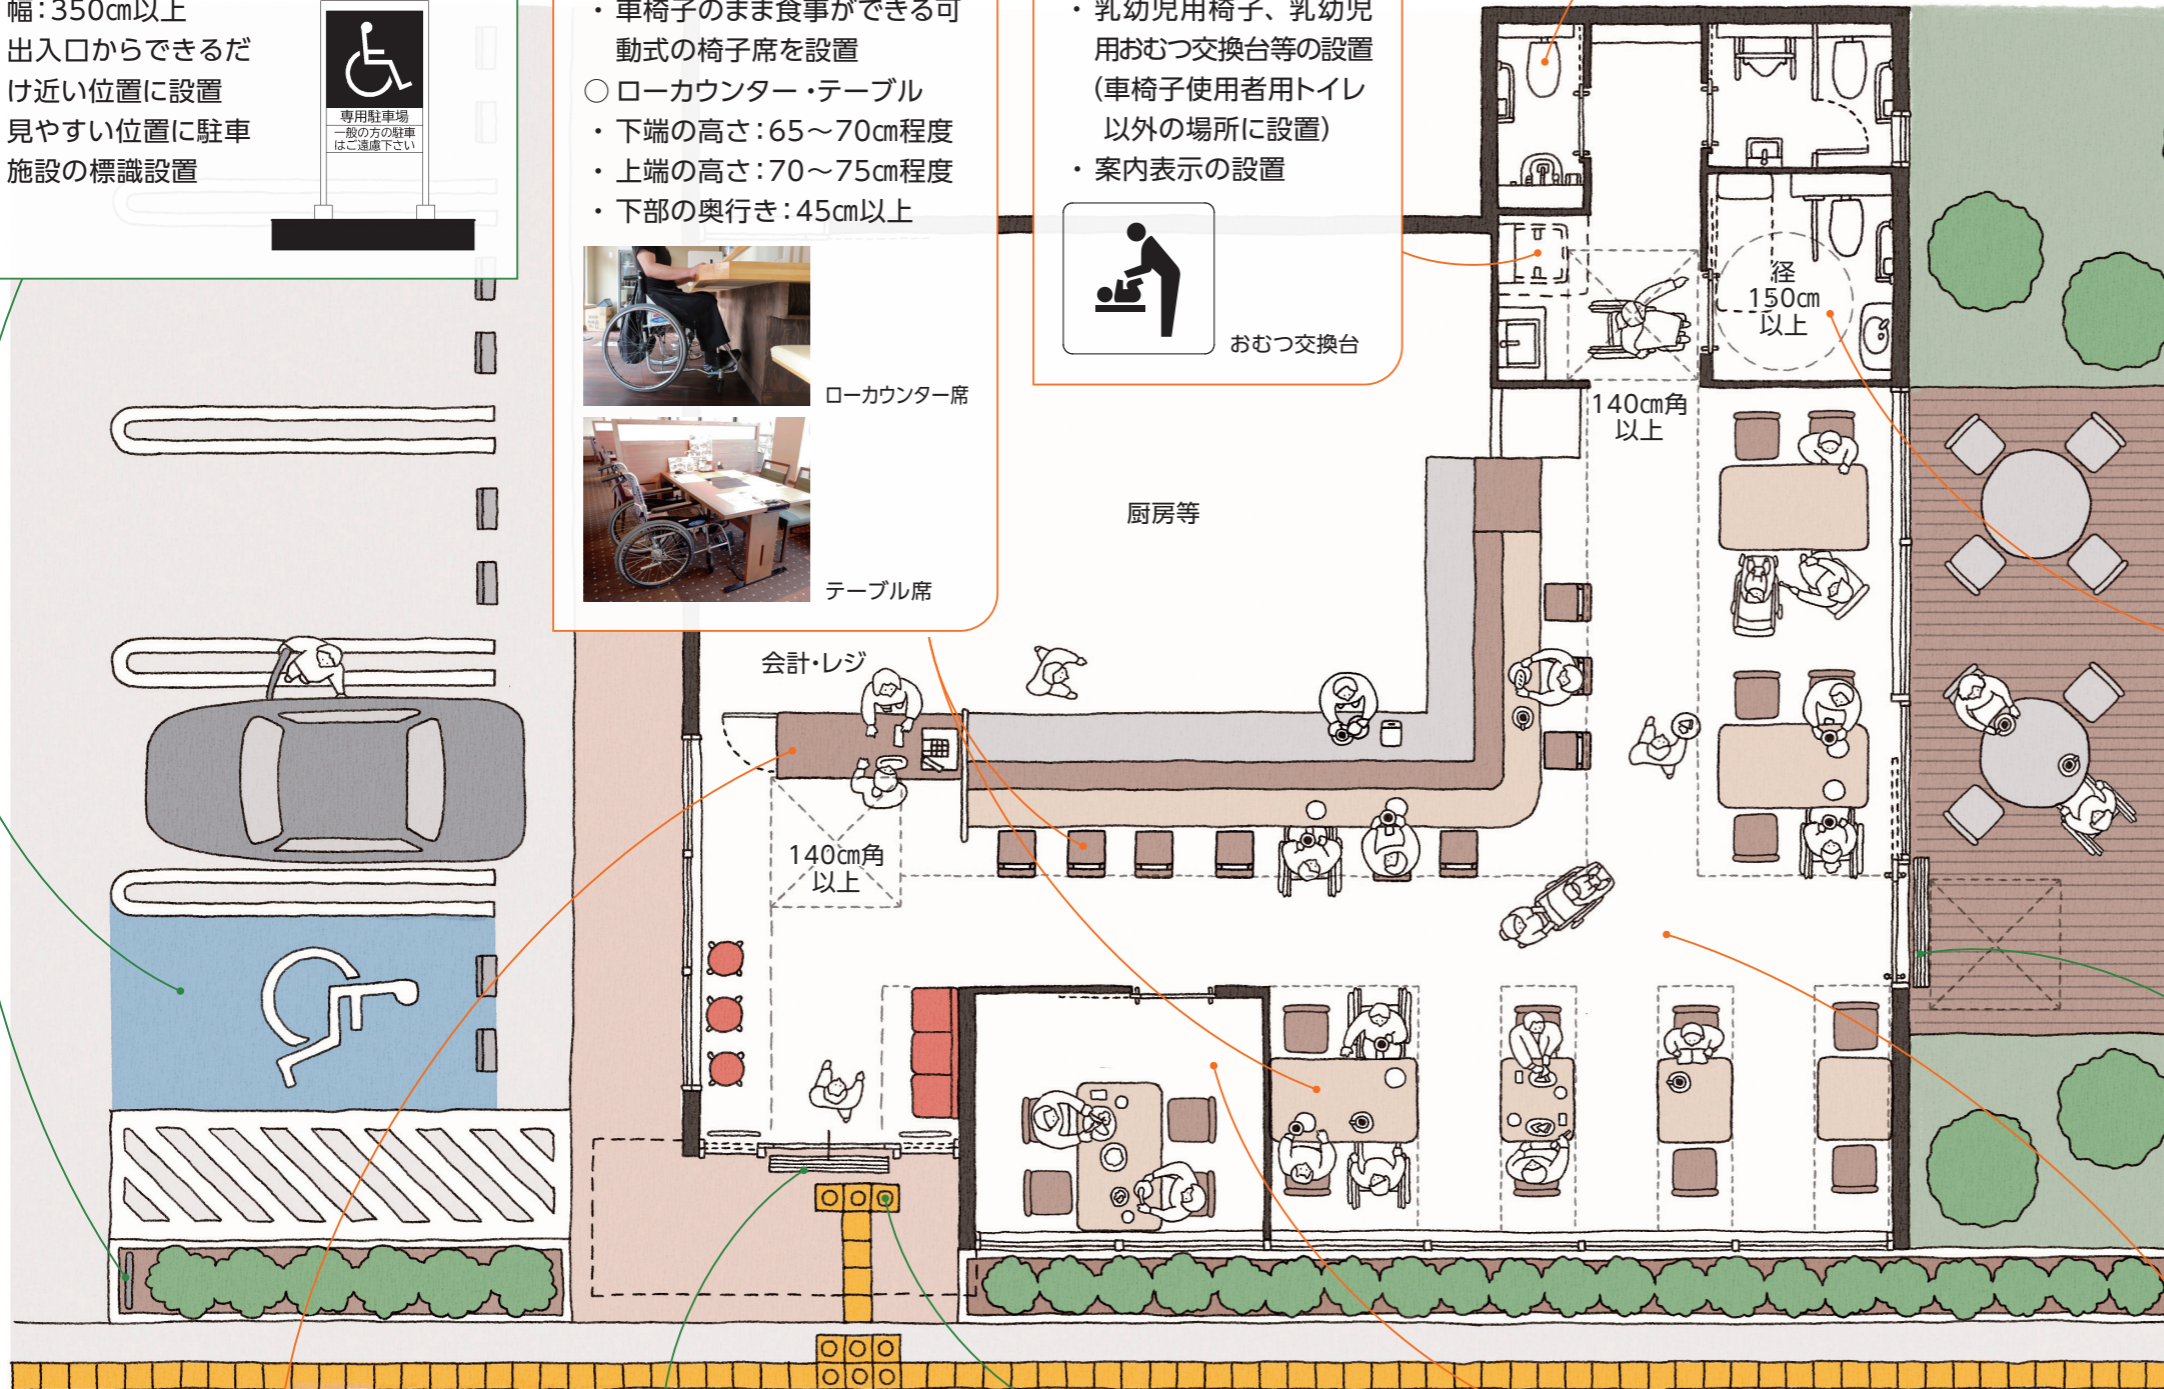 幅：350㎝以上
出入口からできるだ
け近い位置に設置
見やすい位置に駐車
施設の標識設置
専用駐車場
一般の方の駐車
はご遠慮下さい
・車椅子のまま食事ができる可
動式の椅子席を設置
○ローカウンター・テーブル
・下端の高さ：65～70㎝程度
・上端の高さ：70～75㎝程度
・下部の奥行き：45㎝以上
ローカウンター席
テーブル席
・乳幼児用椅子、乳幼児
用おむつ交換台等の設置
（車椅子使用者用トイレ
以外の場所に設置）
・案内表示の設置
おむつ交換台
径
150㎝
以上
140㎝角
以上
厨房等
会計・レジ
140㎝角
以上